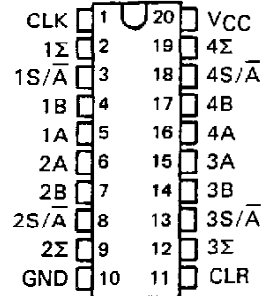 CLK 1 20 VCC
1Σ 2 19 4Σ
1S/A̅ 3 18 4S/A̅
1B 4 17 4B
1A 5 16 4A
2A 6 15 3A
2B 7 14 3B
2S/A̅ 8 13 3S/A̅
2Σ 9 12 3Σ
GND 10 11 CLR